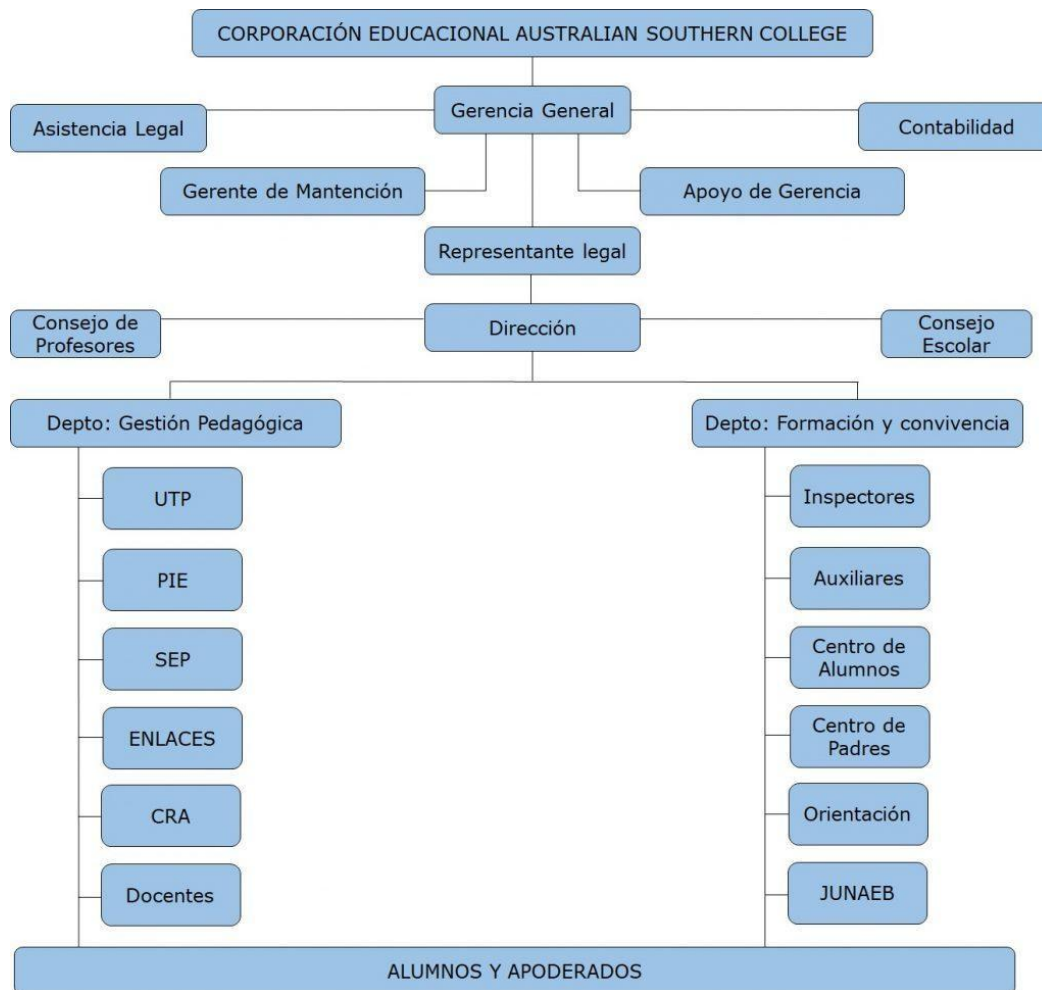 CORPORACIÓN EDUCACIONAL AUSTRALIAN SOUTHERN COLLEGE
Gerencia General
Asistencia Legal
Contabilidad
Gerente de Mantención
Apoyo de Gerencia
Representante legal
Consejo de
Profesores
Dirección
Consejo
Escolar
Depto: Gestión Pedagógica
Depto: Formación y convivencia
UTP
PIE
SEP
ENLACES
CRA
Docentes
Inspectores
Auxiliares
Centro de
Alumnos
Centro de
Padres
Orientación
JUNAEB
ALUMNOS Y APODERADOS